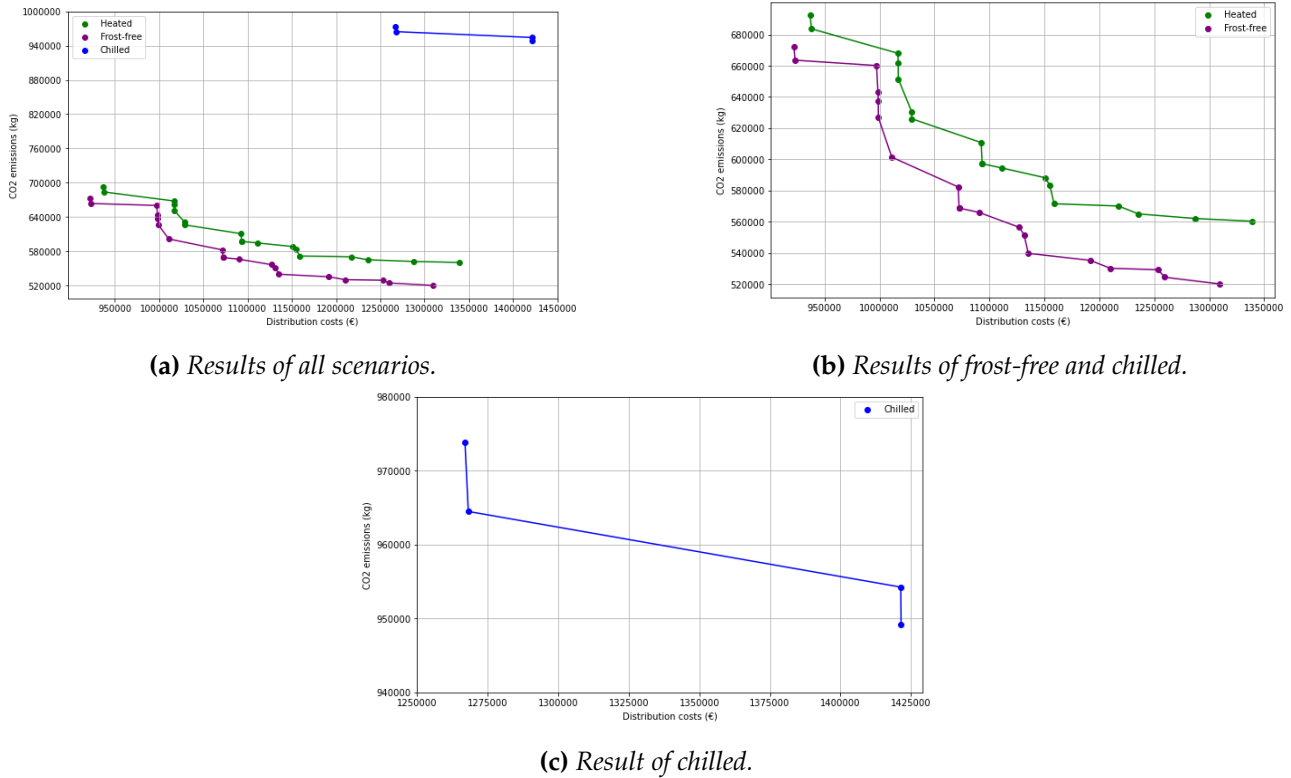 1000000
940000
880000
820000
760000
700000
640000
580000
520000
CO2 emissions (kg)
Heated
Frost-free
Chilled
950000 1000000 1050000 1100000 1150000 1200000 1250000 1300000 1350000 1400000 1450000
Distribution costs (€)
(a) Results of all scenarios.
680000
660000
640000
620000
600000
580000
560000
540000
520000
CO2 emissions (kg)
Heated
Frost-free
950000 1000000 1050000 1100000 1150000 1200000 1250000 1300000 1350000
Distribution costs (€)
(b) Results of frost-free and chilled.
980000
970000
960000
950000
940000
CO2 emissions (kg)
Chilled
1250000 1275000 1300000 1325000 1350000 1375000 1400000 1425000
Distribution costs (€)
(c) Result of chilled.